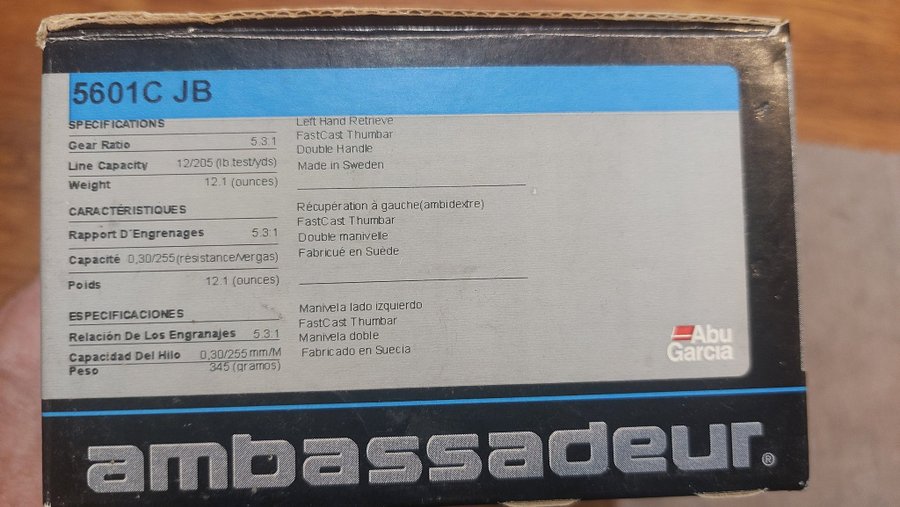 5601C JB
SPECIFICATIONS
Gear Ratio 5.3.1
Line Capacity 12/205 (lb.test/yds)
Weight 12.1 (ounces)
Left Hand Retrieve
FastCast Thumbar
Double Handle
Made in Sweden
CARACTÉRISTIQUES
Rapport D'Engrenages 5.3:1
Capacité 0,30/255(résistance/vergas)
Poids 12.1 (ounces)
Récupération à gauche(ambidextre)
FastCast Thumbar
Double manivelle
Fabricué en Suède
ESPECIFICACIONES
Relación De Los Engranajes 5.3.1
Capacidad Del Hilo 0,30/255 mm/M
Peso 345 (gramos)
Manivela lado izquierdo
FastCast Thumbar
Manivela doble
Fabricado en Suecia
Abu
Garcia
ambassadeur®